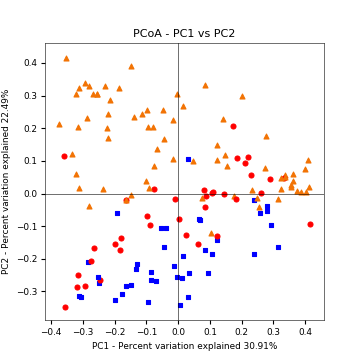 PCoA - PC1 vs PC2
PC2 - Percent variation explained 22.49%
0.4
0.3
0.2
0.1
0.0
−0.1
−0.2
−0.3
−0.4 −0.3 −0.2 −0.1 0.0 0.1 0.2 0.3 0.4
PC1 - Percent variation explained 30.91%